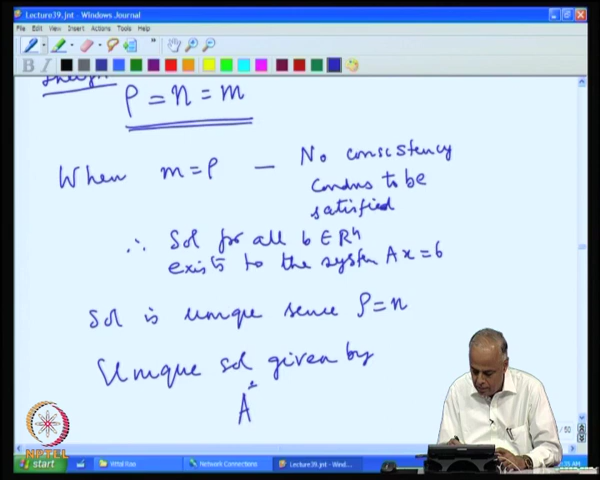 Lecture39.jnt - Windows Journal
File Edit View Insert Actions Tools Help
B I
ρ = n = m
When m = ρ — No consistency
condns to be
satisfied
∴ Sol for all b ∈ Rⁿ
exists to the system Ax = b
Sol is unique sence ρ = n
Unique sol given by
A
NPTEL
start
Vittal Rao
Network Connections
Lecture39.jnt - Wind...